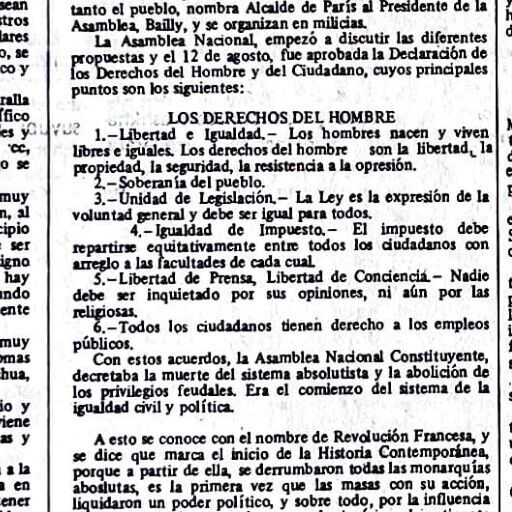 tanto el pueblo, nombra Alcalde de París al Presidente de la
Asamblea, Bailly, y se organizan en milicias.
La Asamblea Nacional, empezó a discutir las diferentes
propuestas y el 12 de agosto, fue aprobada la Declaración de
los Derechos del Hombre y del Ciudadano, cuyos principales
puntos son los siguientes:
LOS DERECHOS DEL HOMBRE
1.—Libertad e Igualdad.— Los hombres nacen y viven
libres e iguales. Los derechos del hombre son la libertad, la
propiedad, la seguridad, la resistencia a la opresión.
2.—Soberanía del pueblo.
3.—Unidad de Legislación.— La Ley es la expresión de la
voluntad general y debe ser igual para todos.
4.—Igualdad de Impuesto.— El impuesto debe
repartirse equitativamente entre todos los ciudadanos con
arreglo a las facultades de cada cual.
5.—Libertad de Prensa, Libertad de Conciencia.— Nadie
debe ser inquietado por sus opiniones, ni aún por las
religiosas.
6.—Todos los ciudadanos tienen derecho a los empleos
públicos.
Con estos acuerdos, la Asamblea Nacional Constituyente,
decretaba la muerte del sistema absolutista y la abolición de
los privilegios feudales. Era el comienzo del sistema de la
igualdad civil y política.
A esto se conoce con el nombre de Revolución Francesa, y
se dice que marca el inicio de la Historia Contemporánea,
porque a partir de ella, se derrumbaron todas las monarquías
aboslutas, es la primera vez que las masas con su acción,
liquidaron un poder político, y sobre todo, por la influencia